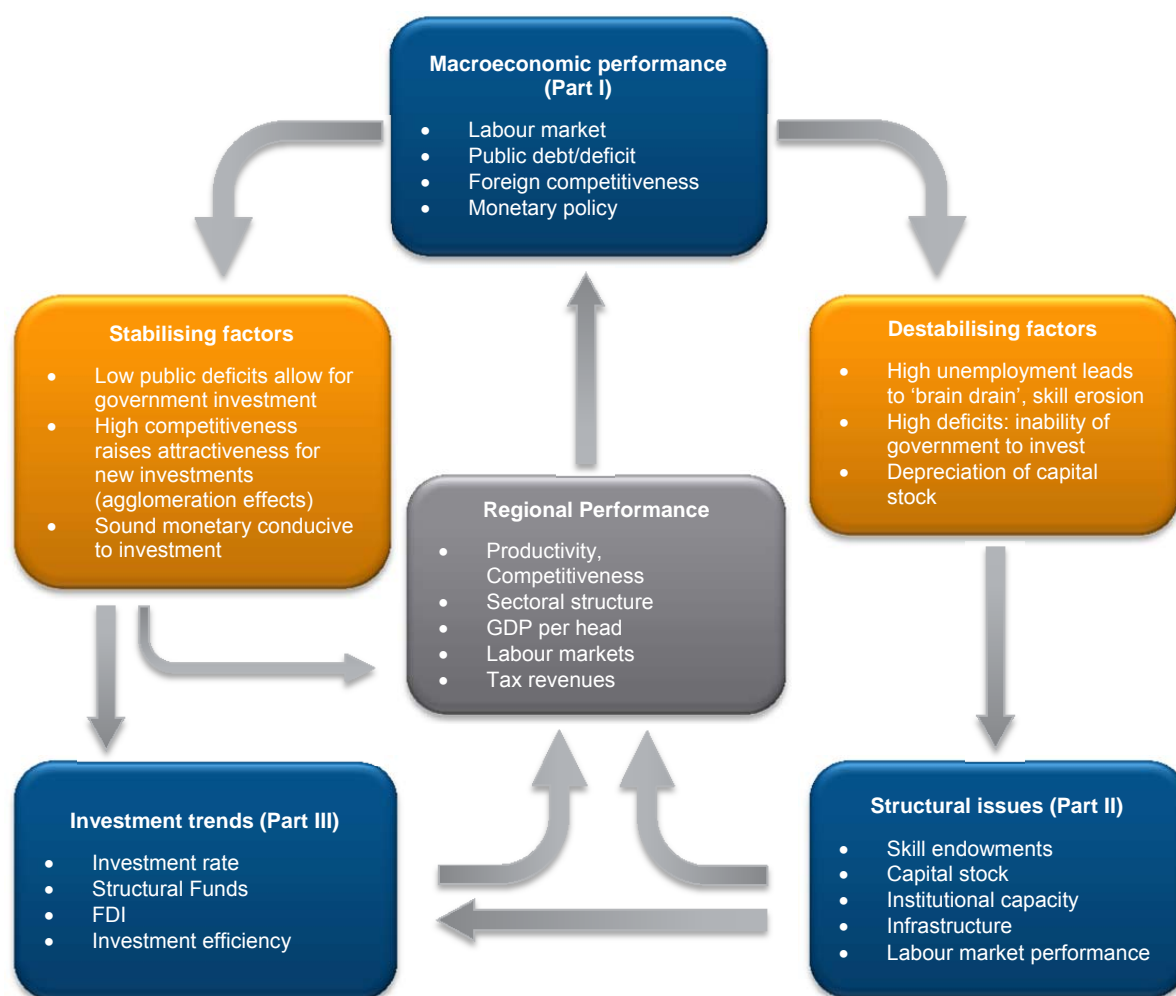 Macroeconomic performance
(Part I)
• Labour market
• Public debt/deficit
• Foreign competitiveness
• Monetary policy
Stabilising factors
• Low public deficits allow for
government investment
• High competitiveness
raises attractiveness for
new investments
(agglomeration effects)
• Sound monetary conducive
to investment
Destabilising factors
• High unemployment leads
to ‘brain drain’, skill erosion
• High deficits: inability of
government to invest
• Depreciation of capital
stock
Regional Performance
• Productivity,
Competitiveness
• Sectoral structure
• GDP per head
• Labour markets
• Tax revenues
Investment trends (Part III)
• Investment rate
• Structural Funds
• FDI
• Investment efficiency
Structural issues (Part II)
• Skill endowments
• Capital stock
• Institutional capacity
• Infrastructure
• Labour market performance